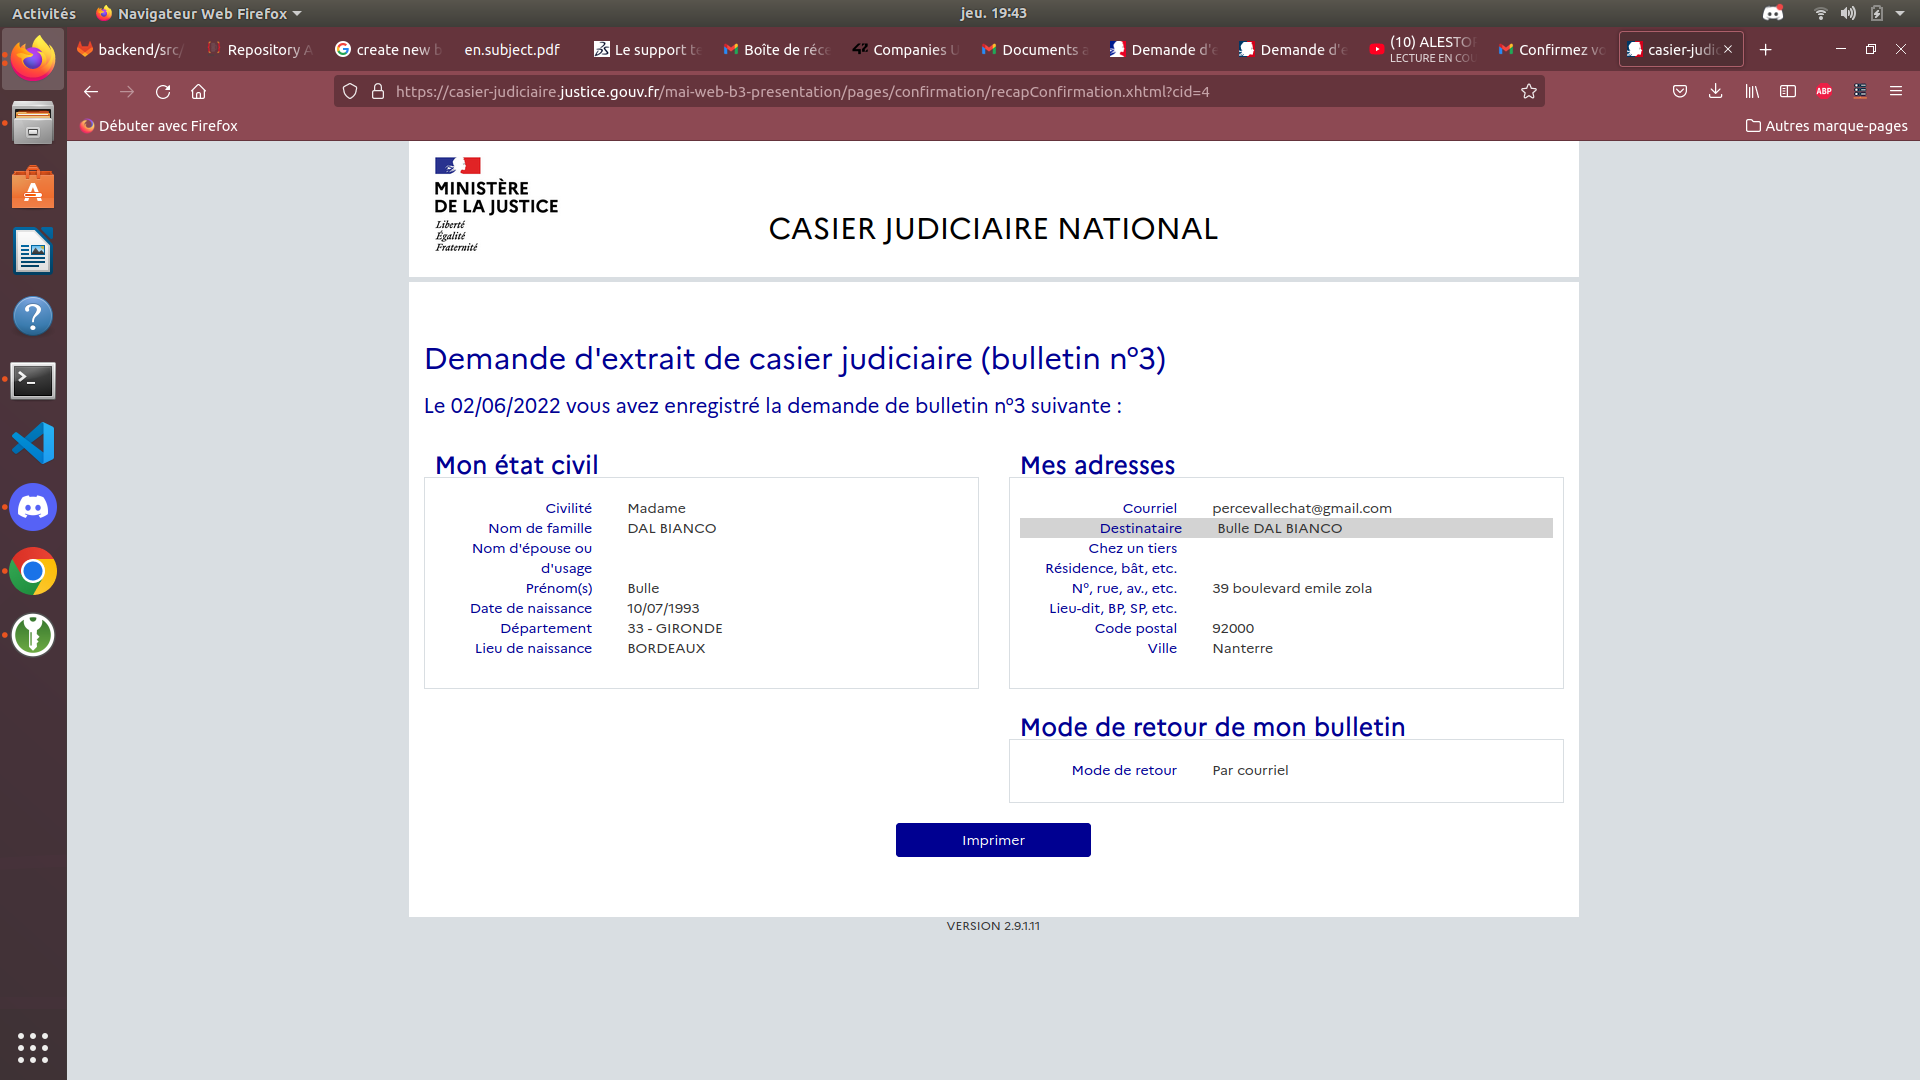 Activités
Navigateur Web Firefox
jeu. 19:43
backend/src/
Repository A
create new b
en.subject.pdf
Le support te
Boîte de réce
Companies
Documents a
Demande d'e
Demande d'e
(10) ALESTO
LECTURE EN COU
Confirmez vo
casier-judic
https://casier-judiciaire.justice.gouv.fr/mai-web-b3-presentation/pages/confirmation/recapConfirmation.xhtml?cid=4
ABP
Débuter avec Firefox
Autres marque-pages
MINISTÈRE
DE LA JUSTICE
Liberté
Égalité
Fraternité
CASIER JUDICIAIRE NATIONAL
Demande d'extrait de casier judiciaire (bulletin n°3)
Le 02/06/2022 vous avez enregistré la demande de bulletin n°3 suivante :
Mon état civil
Civilité Madame
Nom de famille DAL BIANCO
Nom d'épouse ou
d'usage
Prénom(s) Bulle
Date de naissance 10/07/1993
Département 33 - GIRONDE
Lieu de naissance BORDEAUX
Mes adresses
Courriel percevallechat@gmail.com
Destinataire Bulle DAL BIANCO
Chez un tiers
Résidence, bât, etc.
N°, rue, av., etc. 39 boulevard emile zola
Lieu-dit, BP, SP, etc.
Code postal 92000
Ville Nanterre
Mode de retour de mon bulletin
Mode de retour Par courriel
Imprimer
VERSION 2.9.1.11